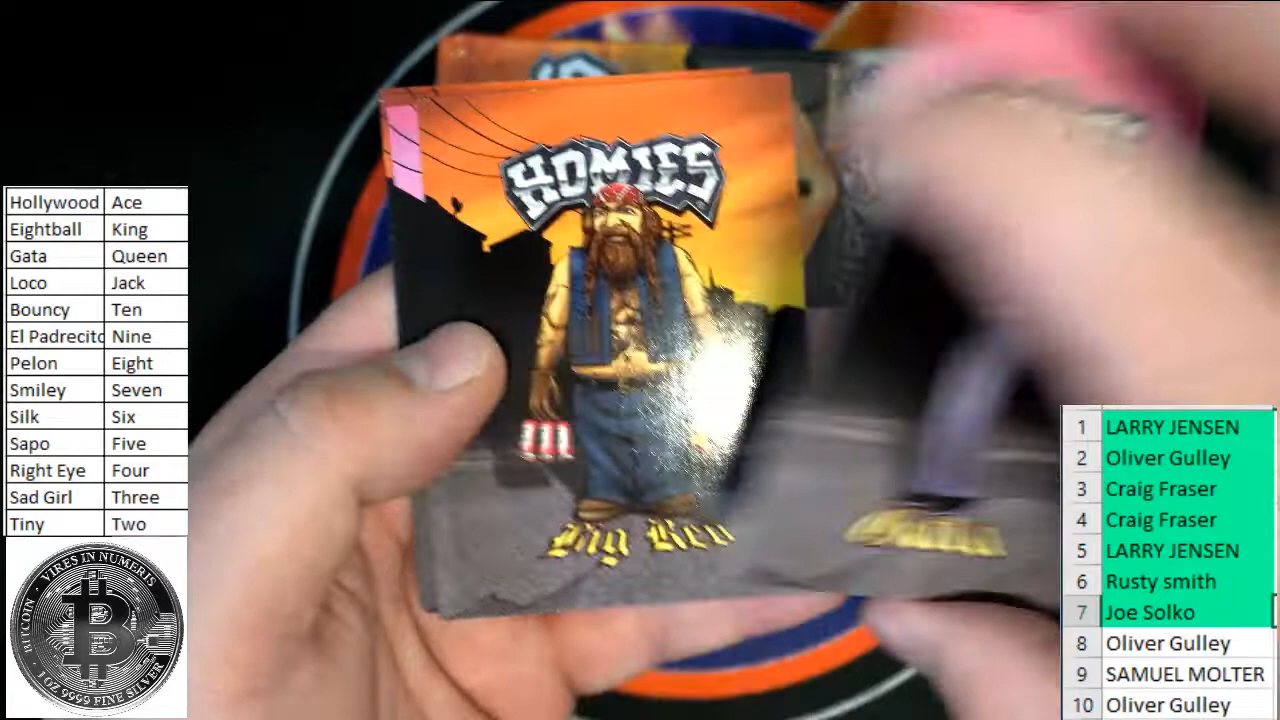 HOMIES
Big Rev
Hollywood Ace
Eightball King
Gata Queen
Loco Jack
Bouncy Ten
El Padrecito Nine
Pelon Eight
Smiley Seven
Silk Six
Sapo Five
Right Eye Four
Sad Girl Three
Tiny Two
VIRES IN NUMERIS
BITCOIN
1 OZ 9999 FINE SILVER
1 LARRY JENSEN
2 Oliver Gulley
3 Craig Fraser
4 Craig Fraser
5 LARRY JENSEN
6 Rusty smith
7 Joe Solko
8 Oliver Gulley
9 SAMUEL MOLTER
10 Oliver Gulley